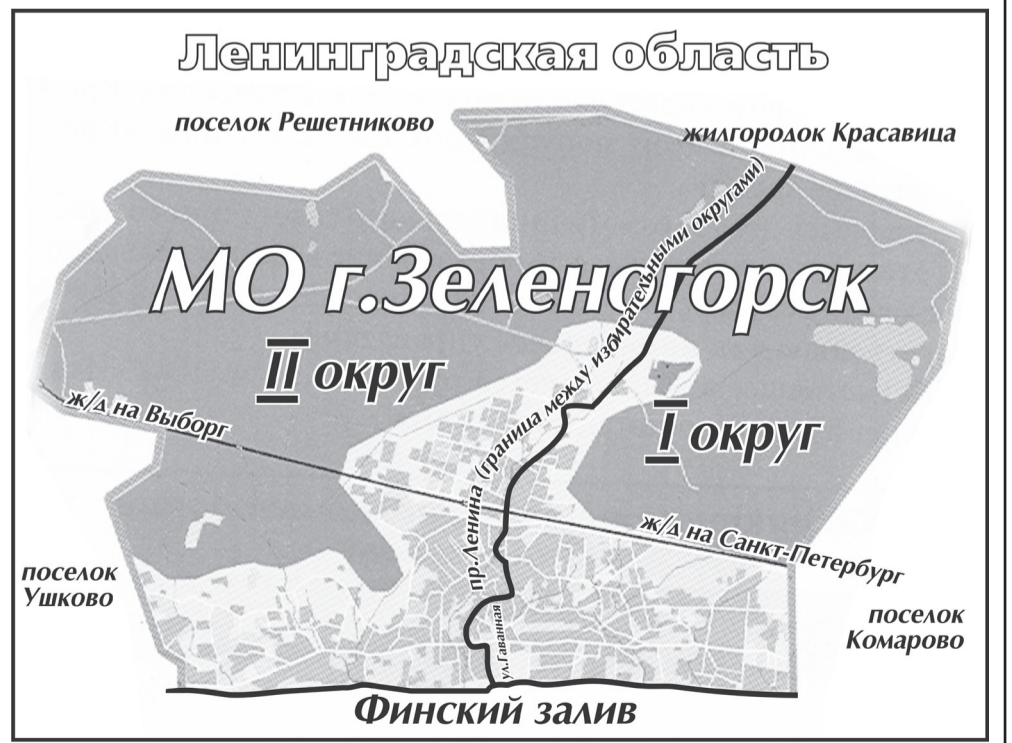 Ленинградская область
поселок Решетниково
жилгородок Красавица
МО г.Зеленогорск
II округ
I округ
ж/д на Выборг
пр.Ленина (граница между избирательными округами)
ж/д на Санкт-Петербург
поселок
Ушково
поселок
Комарово
ул.Гаванная
Финский залив